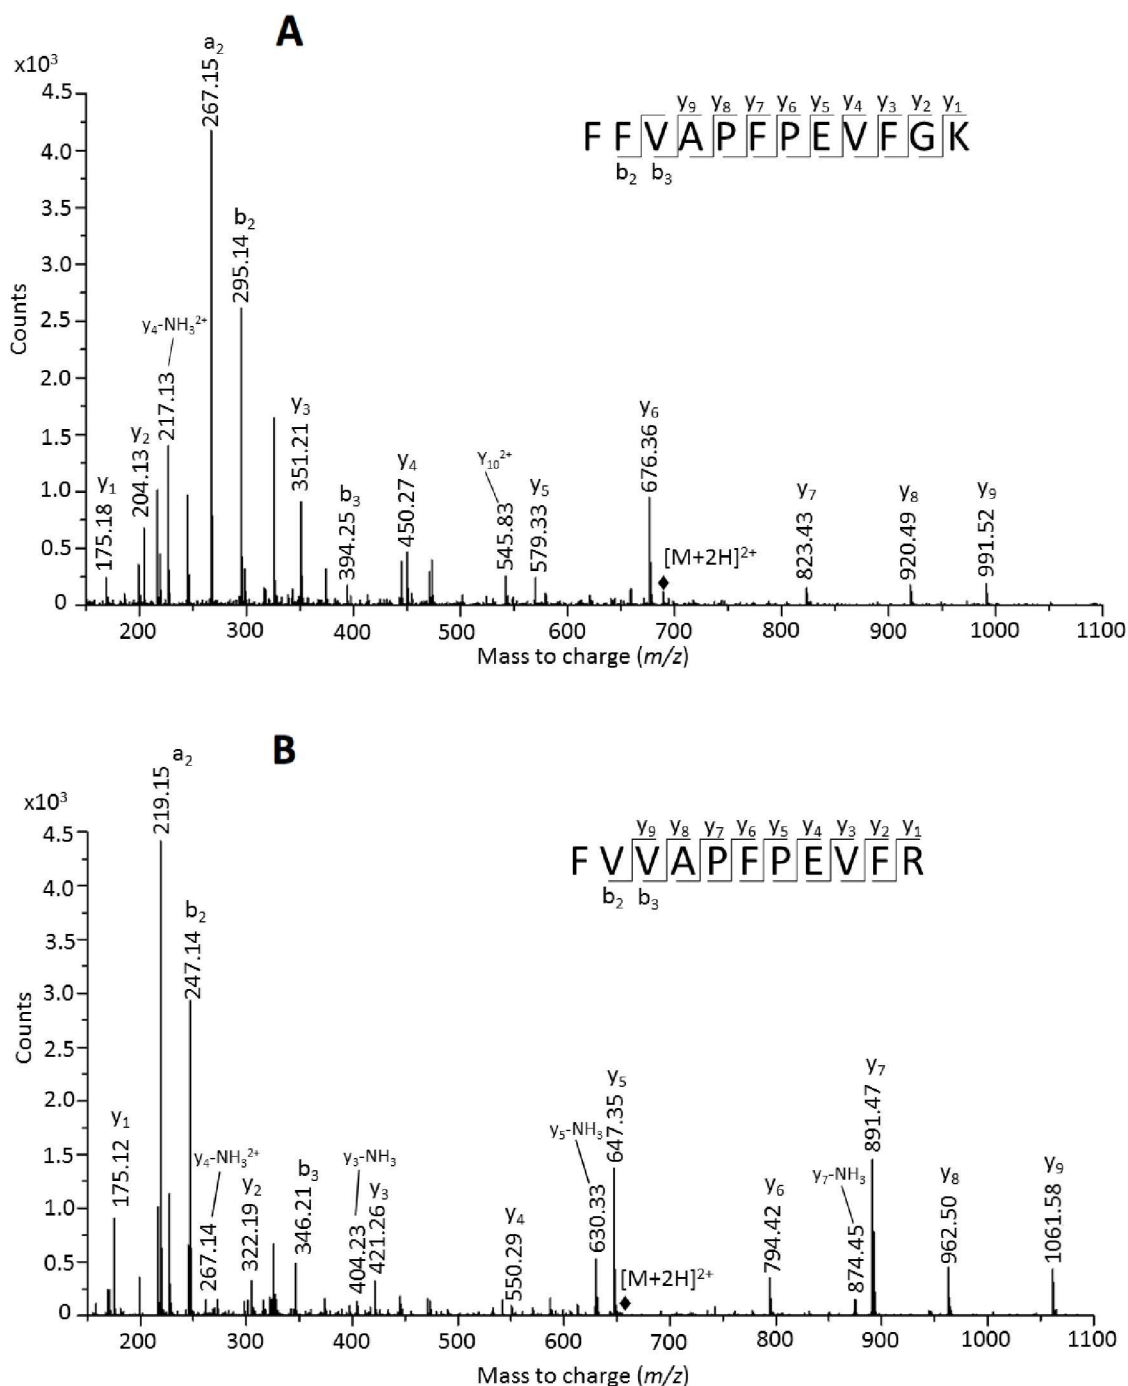 A
x10³
Counts
4.5
4.0
3.5
3.0
2.5
2.0
1.5
1.0
0.5
0
y₁
175.18
y₂
204.13
y₄-NH₃²⁺
217.13
a₂
267.15
b₂
295.14
y₃
351.21
b₃
394.25
y₄
450.27
Y₁₀²⁺
545.83
y₅
579.33
y₆
676.36
[M+2H]²⁺
y₇
823.43
y₈
920.49
y₉
991.52
y₉ y₈ y₇ y₆ y₅ y₄ y₃ y₂ y₁
F F V A P F P E V F G K
b₂ b₃
200 300 400 500 600 700 800 900 1000 1100
Mass to charge (m/z)
B
x10³
Counts
4.5
4.0
3.5
3.0
2.5
2.0
1.5
1.0
0.5
0
y₁
175.12
a₂
219.15
b₂
247.14
y₄-NH₃²⁺
267.14
y₂
322.19
b₃
346.21
y₃-NH₃
404.23
y₃
421.26
y₄
550.29
y₅-NH₃
630.33
y₅
647.35
[M+2H]²⁺
y₆
794.42
y₇-NH₃
874.45
y₇
891.47
y₈
962.50
y₉
1061.58
y₉ y₈ y₇ y₆ y₅ y₄ y₃ y₂ y₁
F V V A P F P E V F R
b₂ b₃
200 300 400 500 600 700 800 900 1000 1100
Mass to charge (m/z)